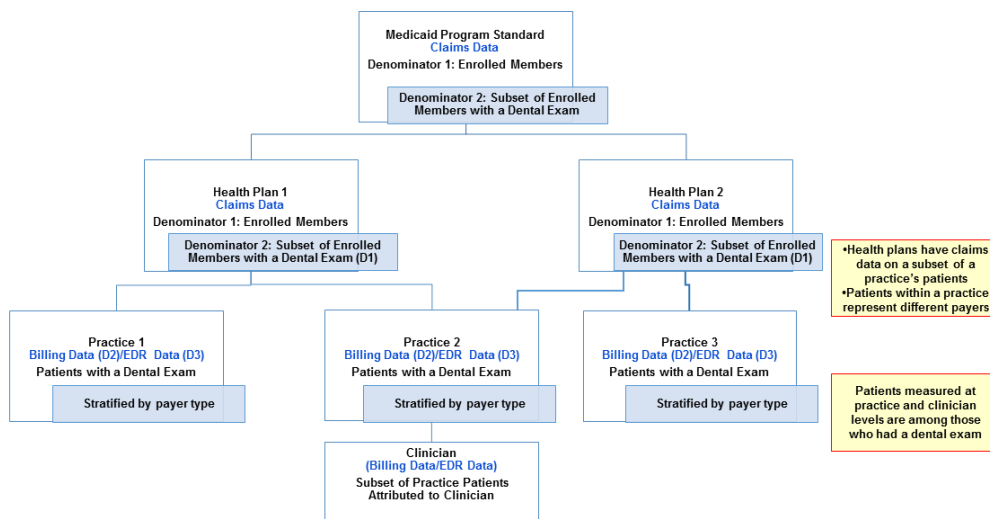 Medicaid Program Standard
Claims Data
Denominator 1: Enrolled Members
Denominator 2: Subset of Enrolled
Members with a Dental Exam
Health Plan 1
Claims Data
Denominator 1: Enrolled Members
Denominator 2: Subset of Enrolled
Members with a Dental Exam (D1)
Health Plan 2
Claims Data
Denominator 1: Enrolled Members
Denominator 2: Subset of Enrolled
Members with a Dental Exam (D1)
•Health plans have claims
data on a subset of a
practice's patients
•Patients within a practice
represent different payers
Practice 1
Billing Data (D2)/EDR Data (D3)
Patients with a Dental Exam
Stratified by payer type
Practice 2
Billing Data (D2)/EDR Data (D3)
Patients with a Dental Exam
Stratified by payer type
Practice 3
Billing Data (D2)/EDR Data (D3)
Patients with a Dental Exam
Stratified by payer type
Patients measured at
practice and clinician
levels are among those
who had a dental exam
Clinician
(Billing Data/EDR Data)
Subset of Practice Patients
Attributed to Clinician